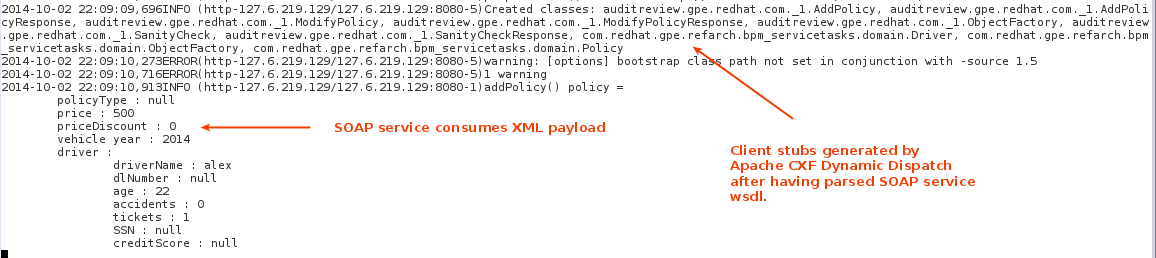 2014-10-02 22:09:09,696INFO (http-127.6.219.129/127.6.219.129:8080-5)Created classes: auditreview.gpe.redhat.com._1.AddPolicy, auditreview.gpe.redhat.com._1.AddPoli
cyResponse, auditreview.gpe.redhat.com._1.ModifyPolicy, auditreview.gpe.redhat.com._1.ModifyPolicyResponse, auditreview.gpe.redhat.com._1.ObjectFactory, auditreview
.gpe.redhat.com._1.SanityCheck, auditreview.gpe.redhat.com._1.SanityCheckResponse, com.redhat.gpe.refarch.bpm_servicetasks.domain.Driver, com.redhat.gpe.refarch.bpm
_servicetasks.domain.ObjectFactory, com.redhat.gpe.refarch.bpm_servicetasks.domain.Policy
2014-10-02 22:09:10,273ERROR(http-127.6.219.129/127.6.219.129:8080-5)warning: [options] bootstrap class path not set in conjunction with -source 1.5
2014-10-02 22:09:10,716ERROR(http-127.6.219.129/127.6.219.129:8080-5)1 warning
2014-10-02 22:09:10,913INFO (http-127.6.219.129/127.6.219.129:8080-1)addPolicy() policy =
policyType : null
price : 500
priceDiscount : 0
vehicle year : 2014
driver :
driverName : alex
dlNumber : null
age : 22
accidents : 0
tickets : 1
SSN : null
creditScore : null
SOAP service consumes XML payload
Client stubs generated by
Apache CXF Dynamic Dispatch
after having parsed SOAP service
wsdl.